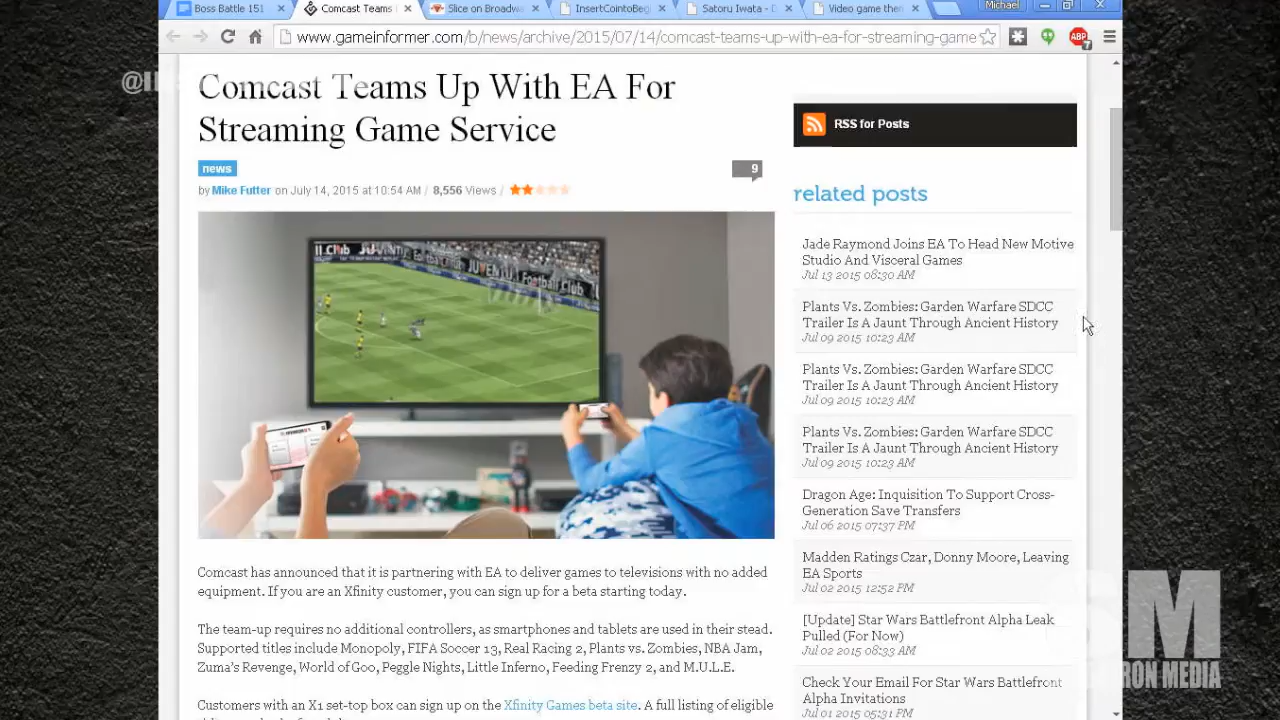 Boss Battle 151
Comcast Teams
Slice on Broadwa
InsertCointoBegi
Satoru Iwata - D
Video game ther
Michael
www.gameinformer.com/b/news/archive/2015/07/14/comcast-teams-up-with-ea-for-streaming-game
ABP
7
Comcast Teams Up With EA For
Streaming Game Service
news
9
by Mike Futter on July 14, 2015 at 10:54 AM / 8,556 Views /
Football Club
Comcast has announced that it is partnering with EA to deliver games to televisions with no added
equipment. If you are an Xfinity customer, you can sign up for a beta starting today.
The team-up requires no additional controllers, as smartphones and tablets are used in their stead.
Supported titles include Monopoly, FIFA Soccer 13, Real Racing 2, Plants vs. Zombies, NBA Jam,
Zuma's Revenge, World of Goo, Peggle Nights, Little Inferno, Feeding Frenzy 2, and M.U.L.E.
Customers with an X1 set-top box can sign up on the Xfinity Games beta site. A full listing of eligible
RSS for Posts
related posts
Jade Raymond Joins EA To Head New Motive
Studio And Visceral Games
Jul 13 2015 08:30 AM
Plants Vs. Zombies: Garden Warfare SDCC
Trailer Is A Jaunt Through Ancient History
Jul 09 2015 10:23 AM
Plants Vs. Zombies: Garden Warfare SDCC
Trailer Is A Jaunt Through Ancient History
Jul 09 2015 10:23 AM
Plants Vs. Zombies: Garden Warfare SDCC
Trailer Is A Jaunt Through Ancient History
Jul 09 2015 10:23 AM
Dragon Age: Inquisition To Support Cross-
Generation Save Transfers
Jul 06 2015 07:37 PM
Madden Ratings Czar, Donny Moore, Leaving
EA Sports
Jul 02 2015 12:52 PM
[Update] Star Wars Battlefront Alpha Leak
Pulled (For Now)
Jul 02 2015 08:33 AM
Check Your Email For Star Wars Battlefront
Alpha Invitations
Jul 01 2015 05:31 PM
SM
RON MEDIA